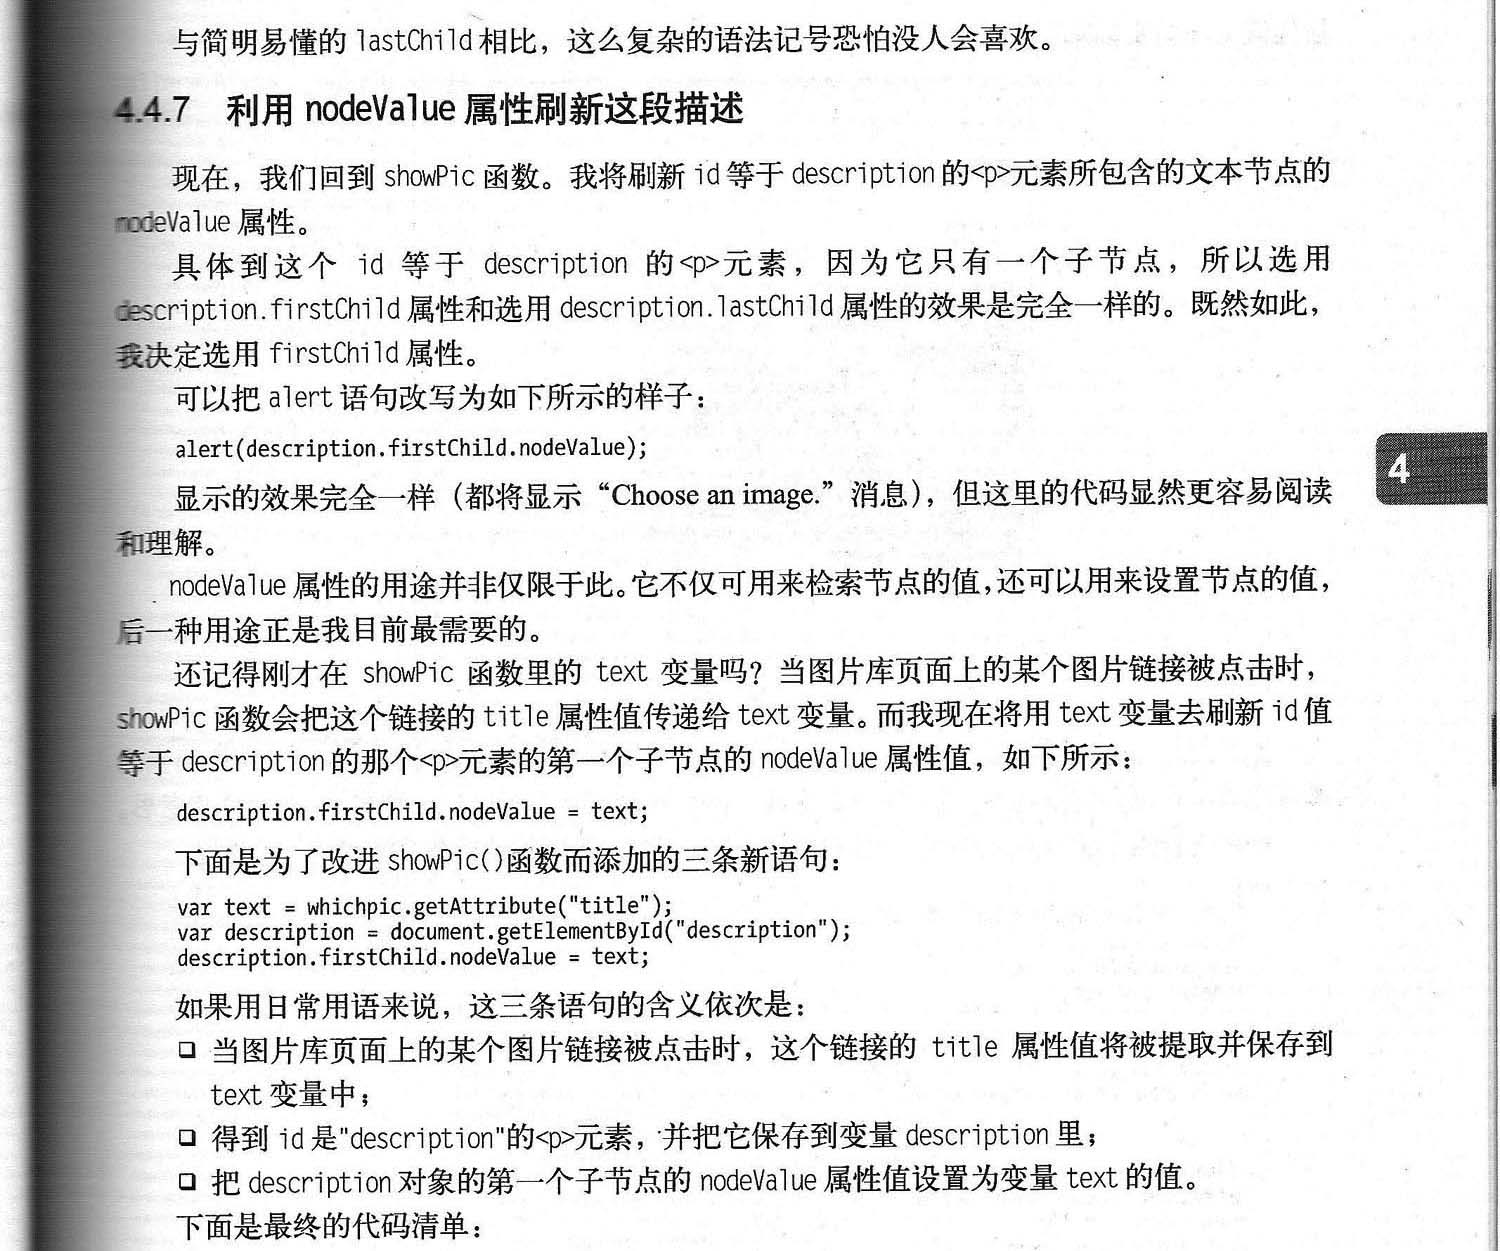 与简明易懂的 lastChild 相比，这么复杂的语法记号恐怕没人会喜欢。
4.4.7 利用 nodeValue 属性刷新这段描述
现在，我们回到 showPic 函数。我将刷新 id 等于 description 的<p>元素所包含的文本节点的
nodeValue 属性。
具体到这个 id 等于 description 的<p>元素，因为它只有一个子节点，所以选用
description.firstChild 属性和选用 description.lastChild 属性的效果是完全一样的。既然如此，
我决定选用 firstChild 属性。
可以把 alert 语句改写为如下所示的样子：
alert(description.firstChild.nodeValue);
显示的效果完全一样（都将显示“Choose an image.”消息），但这里的代码显然更容易阅读
和理解。
nodeValue 属性的用途并非仅限于此。它不仅可用来检索节点的值，还可以用来设置节点的值，
后一种用途正是我目前最需要的。
还记得刚才在 showPic 函数里的 text 变量吗？当图片库页面上的某个图片链接被点击时，
showPic 函数会把这个链接的 title 属性值传递给 text 变量。而我现在将用 text 变量去刷新 id 值
等于 description 的那个<p>元素的第一个子节点的 nodeValue 属性值，如下所示：
description.firstChild.nodeValue = text;
下面是为了改进 showPic()函数而添加的三条新语句：
var text = whichpic.getAttribute("title");
var description = document.getElementById("description");
description.firstChild.nodeValue = text;
如果用日常用语来说，这三条语句的含义依次是：
❑ 当图片库页面上的某个图片链接被点击时，这个链接的 title 属性值将被提取并保存到
text 变量中；
❑ 得到 id 是"description"的<p>元素，并把它保存到变量 description 里；
❑ 把 description 对象的第一个子节点的 nodeValue 属性值设置为变量 text 的值。
下面是最终的代码清单：
4